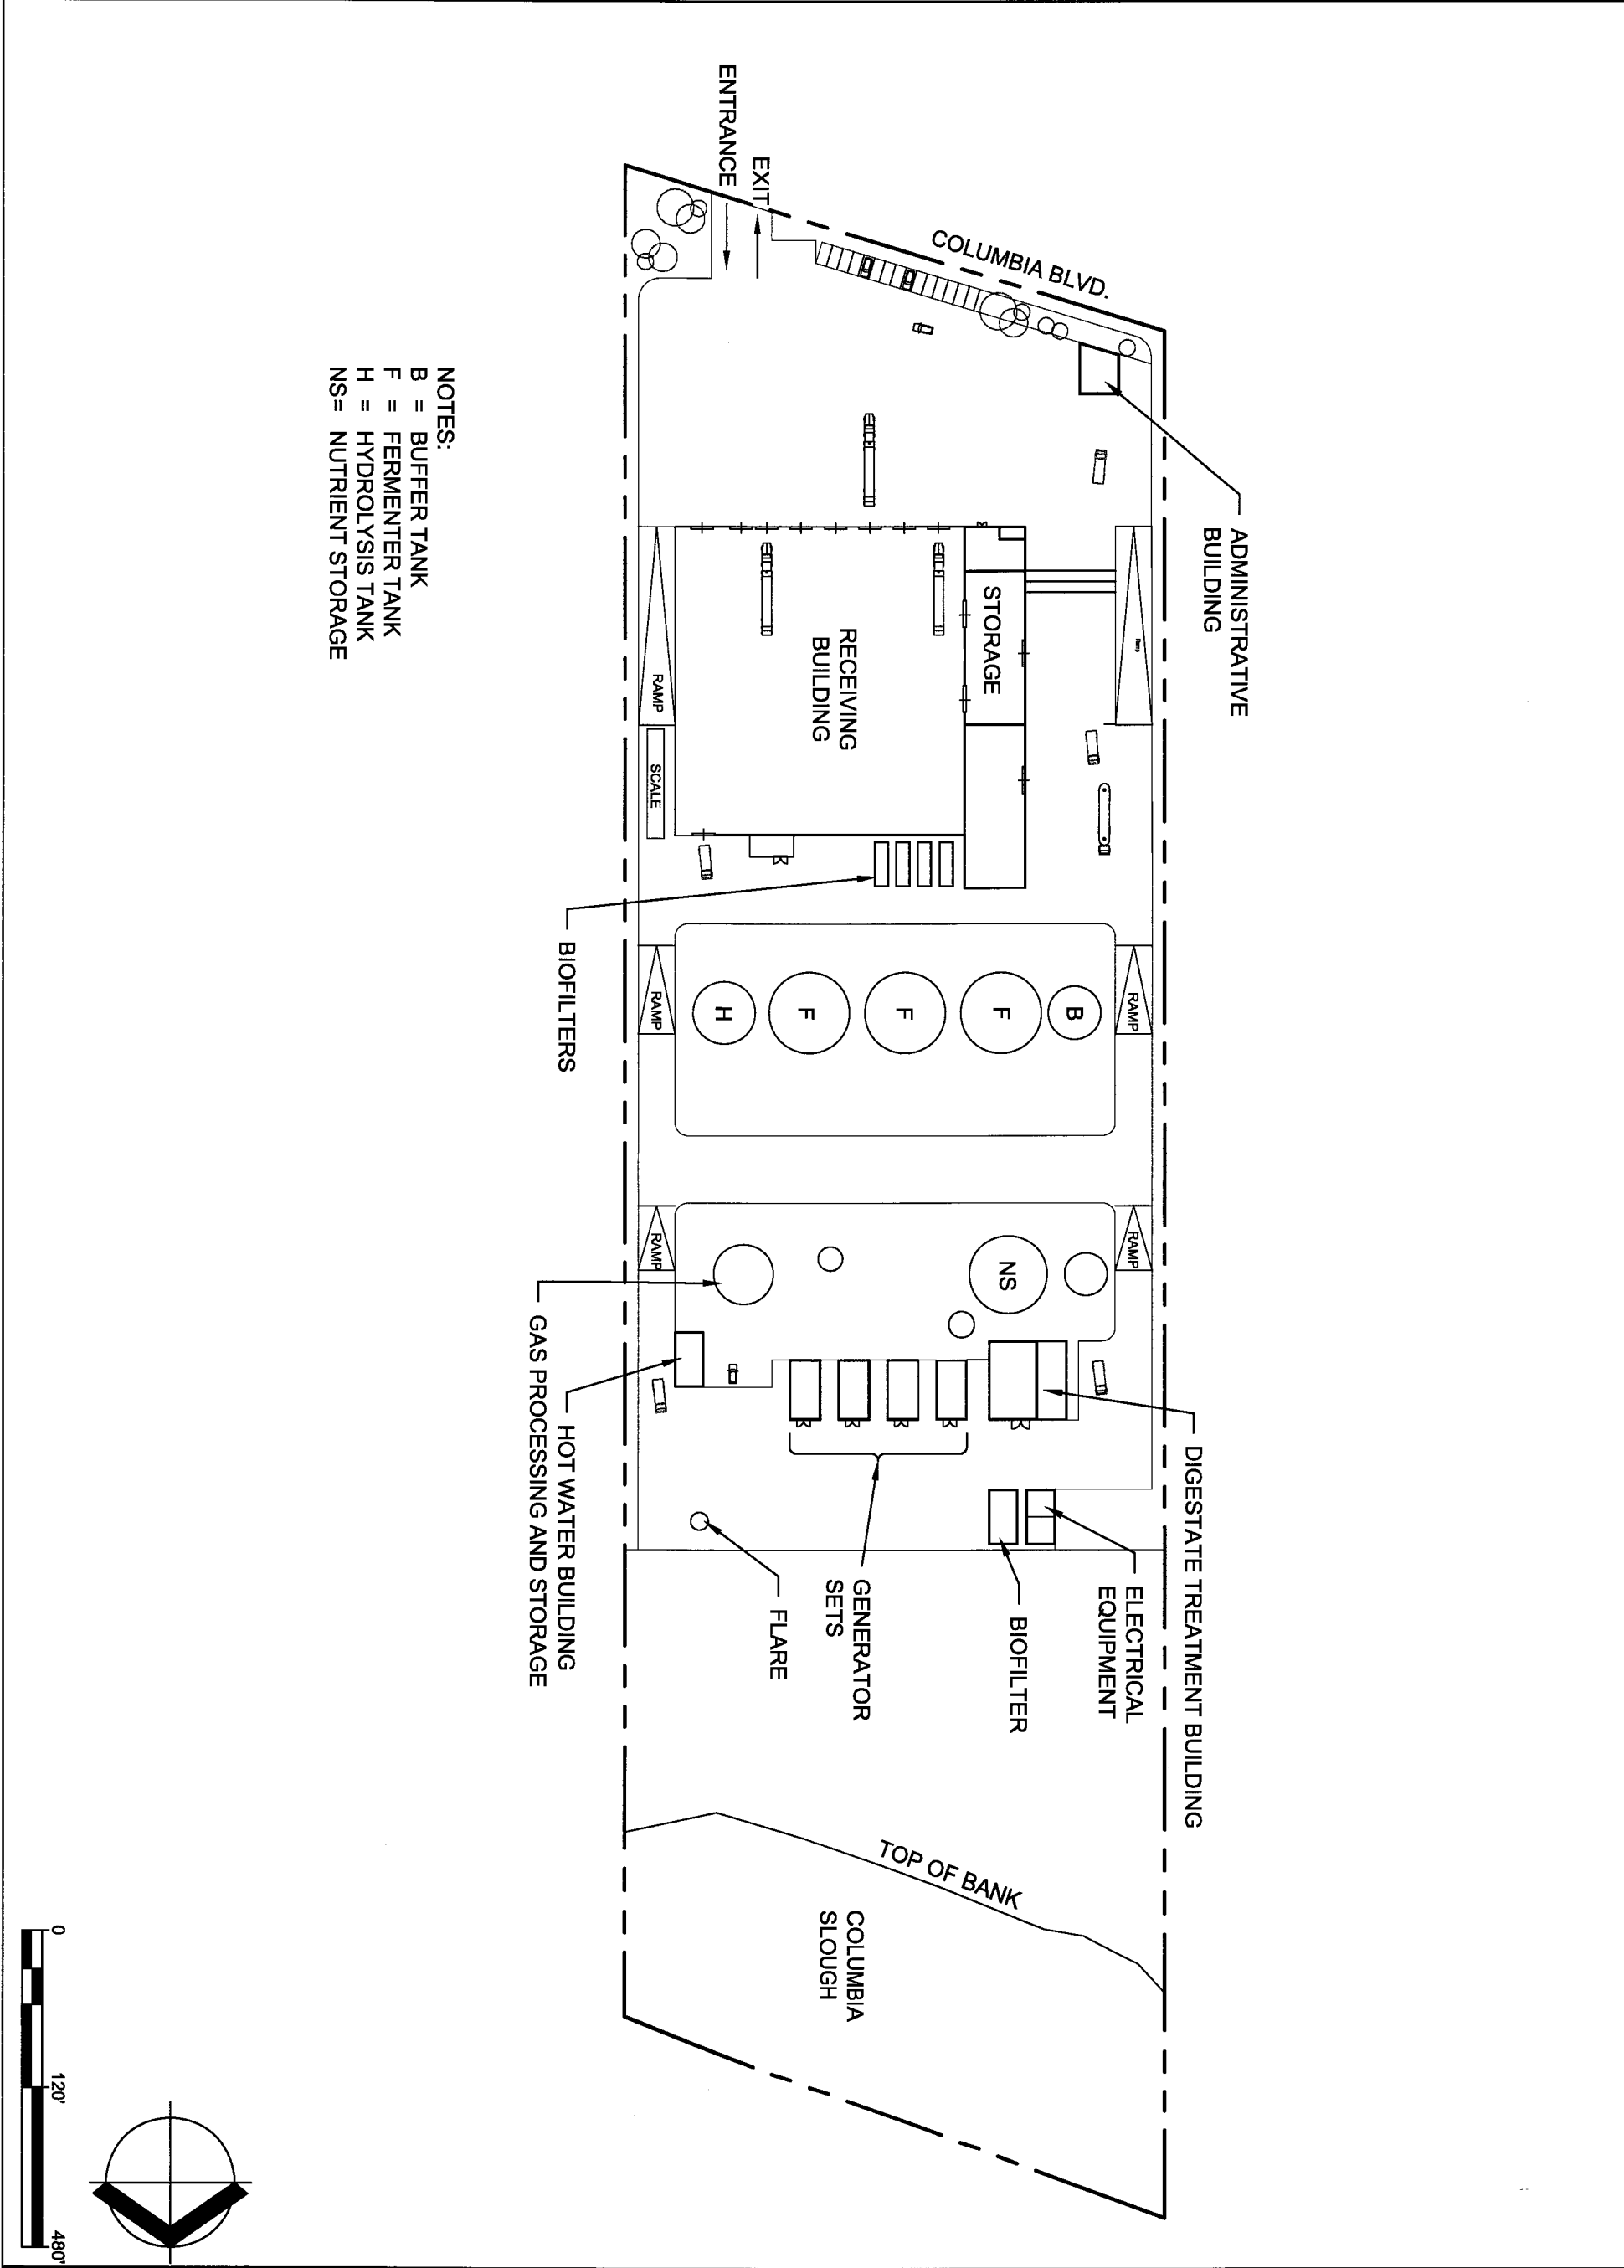 ENTRANCE
EXIT
COLUMBIA BLVD.
ADMINISTRATIVE
BUILDING
NOTES:
B = BUFFER TANK
F = FERMENTER TANK
H = HYDROLYSIS TANK
NS= NUTRIENT STORAGE
STORAGE
Ramp
RECEIVING
BUILDING
RAMP
SCALE
BIOFILTERS
RAMP
H
F
F
F
B
RAMP
RAMP
NS
RAMP
GAS PROCESSING AND STORAGE
HOT WATER BUILDING
DIGESTATE TREATMENT BUILDING
ELECTRICAL
EQUIPMENT
BIOFILTER
GENERATOR
SETS
FLARE
TOP OF BANK
COLUMBIA
SLOUGH
0
120'
480'